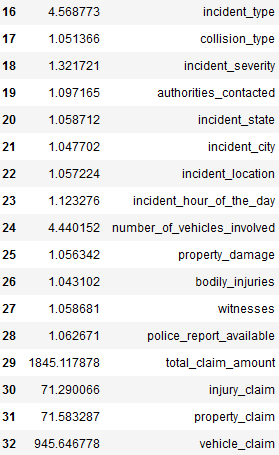 16 4.568773 incident_type
17 1.051366 collision_type
18 1.321721 incident_severity
19 1.097165 authorities_contacted
20 1.058712 incident_state
21 1.047702 incident_city
22 1.057224 incident_location
23 1.123276 incident_hour_of_the_day
24 4.440152 number_of_vehicles_involved
25 1.056342 property_damage
26 1.043102 bodily_injuries
27 1.058681 witnesses
28 1.062671 police_report_available
29 1845.117878 total_claim_amount
30 71.290066 injury_claim
31 71.583287 property_claim
32 945.646778 vehicle_claim